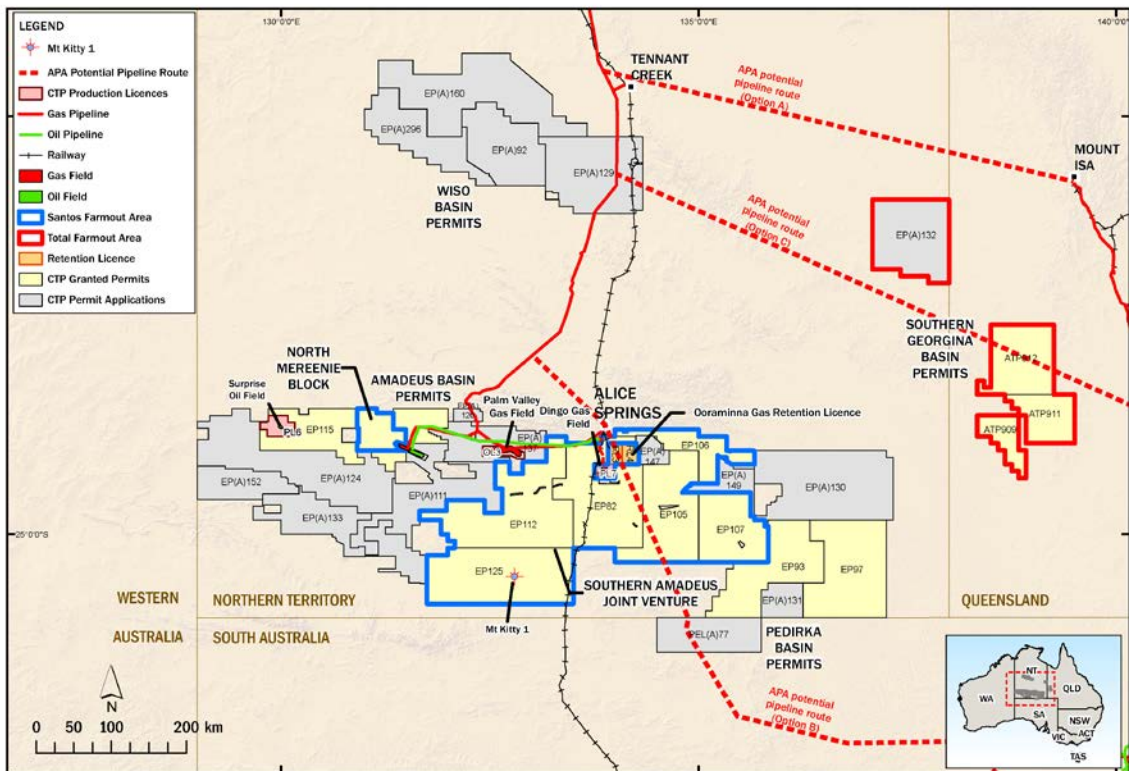 130°0'0"E
135°0'0"E
140°0'0"E
LEGEND
Mt Kitty 1
APA Potential Pipeline Route
CTP Production Licences
Gas Pipeline
Oil Pipeline
Railway
Gas Field
Oil Field
Santos Farmout Area
Total Farmout Area
Retention Licence
CTP Granted Permits
CTP Permit Applications
TENNANT
CREEK
APA potential
pipeline route
(Option A)
MOUNT
ISA
EP(A)160
EP(A)296
EP(A)92
EP(A)129
WISO
BASIN
PERMITS
APA potential
pipeline route
(Option C)
EP(A)132
SOUTHERN
GEORGINA
BASIN
PERMITS
ATP912
ATP911
ATP909
NORTH
MEREENIE
BLOCK
AMADEUS BASIN
PERMITS
Surprise
Oil Field
PL6
EP115
Palm Valley
Gas Field
OL3
Dingo Gas
Field
ALICE
SPRINGS
Ooraminna Gas Retention Licence
PL7
EP(A)
147
EP106
EP(A)
149
EP(A)130
EP(A)152
EP(A)124
EP(A)111
EP(A)133
EP112
EP82
EP105
EP107
25°0'0"S
EP125
Mt Kitty 1
SOUTHERN AMADEUS
JOINT VENTURE
EP93
EP97
EP(A)131
PEL(A)77
PEDIRKA
BASIN
PERMITS
WESTERN
AUSTRALIA
NORTHERN TERRITORY
SOUTH AUSTRALIA
QUEENSLAND
APA potential
pipeline route
(Option B)
N
0 50 100 200 km
WA
NT
QLD
SA
NSW
ACT
VIC
TAS